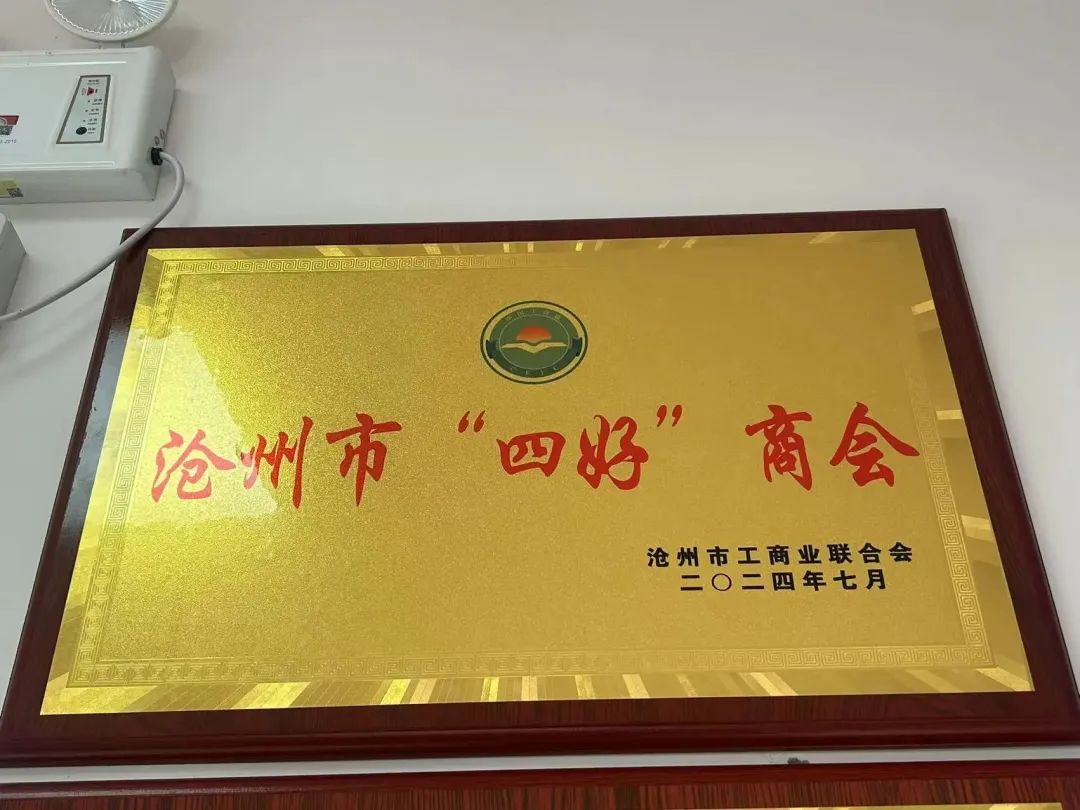 沧州市“四好”商会
沧州市工商业联合会
二〇二四年七月